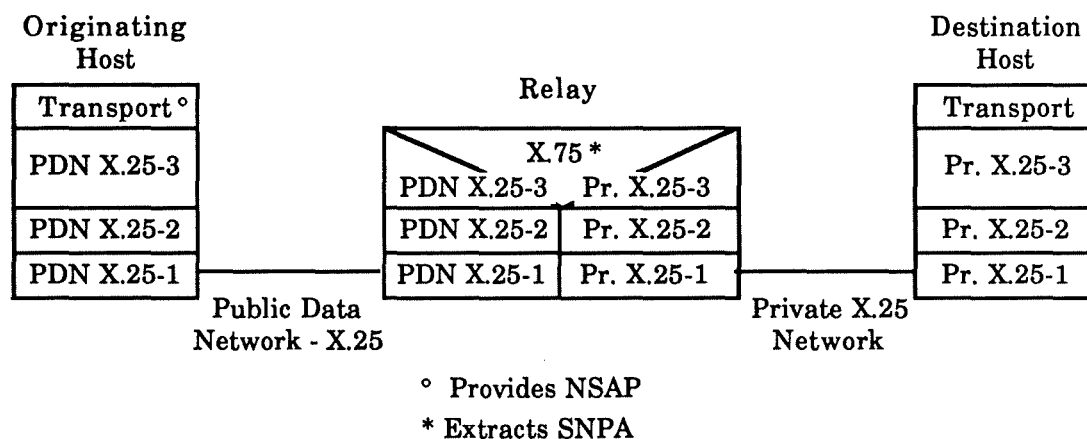 Originating
Host
Destination
Host
Relay
Transport°
PDN X.25-3
PDN X.25-2
PDN X.25-1
X.75 *
PDN X.25-3
Pr. X.25-3
PDN X.25-2
Pr. X.25-2
PDN X.25-1
Pr. X.25-1
Transport
Pr. X.25-3
Pr. X.25-2
Pr. X.25-1
Public Data
Network - X.25
Private X.25
Network
° Provides NSAP
* Extracts SNPA